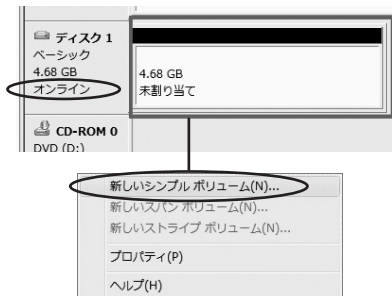 ディスク 1
ベーシック
4.68 GB
オンライン
4.68 GB
未割り当て
CD-ROM 0
DVD (D:)
新しいシンプル ボリューム(N)...
新しいスパン ボリューム(N)...
新しいストライプ ボリューム(N)...
プロパティ(P)
ヘルプ(H)